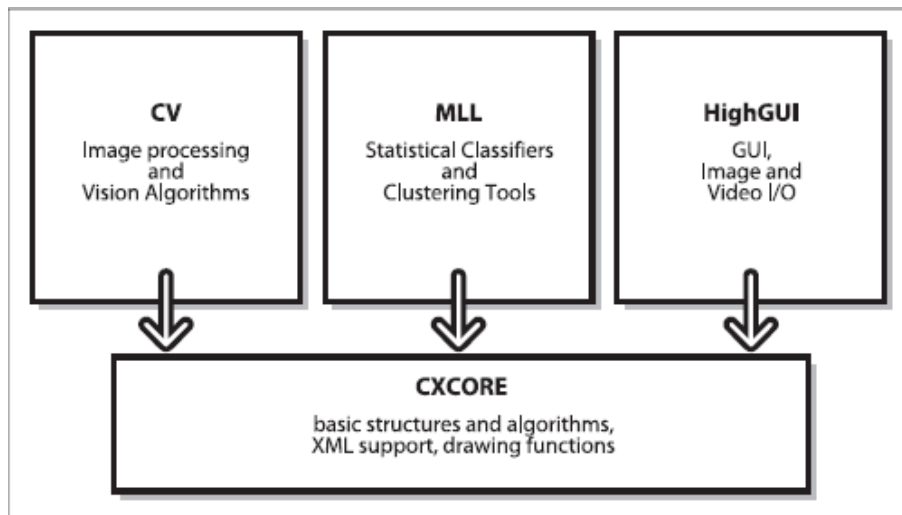 CV
Image processing
and
Vision Algorithms
MLL
Statistical Classifiers
and
Clustering Tools
HighGUI
GUI,
Image and
Video I/O
CXCORE
basic structures and algorithms,
XML support, drawing functions